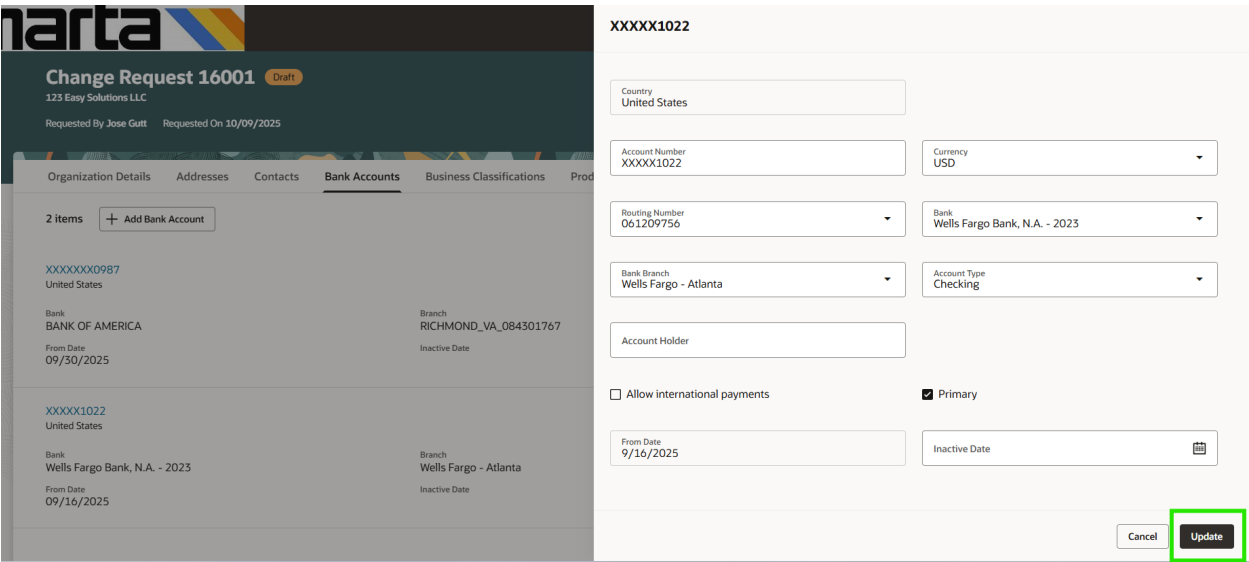 marta
Change Request 16001 Draft
123 Easy Solutions LLC
Requested By Jose Gutt Requested On 10/09/2025
Organization Details Addresses Contacts Bank Accounts Business Classifications Prod
2 items + Add Bank Account
XXXXXXX0987
United States
Bank
BANK OF AMERICA
Branch
RICHMOND_VA_084301767
From Date
09/30/2025
Inactive Date
XXXXX1022
United States
Bank
Wells Fargo Bank, N.A. - 2023
Branch
Wells Fargo - Atlanta
From Date
09/16/2025
Inactive Date
XXXXX1022
Country
United States
Account Number
XXXXX1022
Currency
USD
Routing Number
061209756
Bank
Wells Fargo Bank, N.A. - 2023
Bank Branch
Wells Fargo - Atlanta
Account Type
Checking
Account Holder
Allow international payments
Primary
From Date
9/16/2025
Inactive Date
Cancel
Update